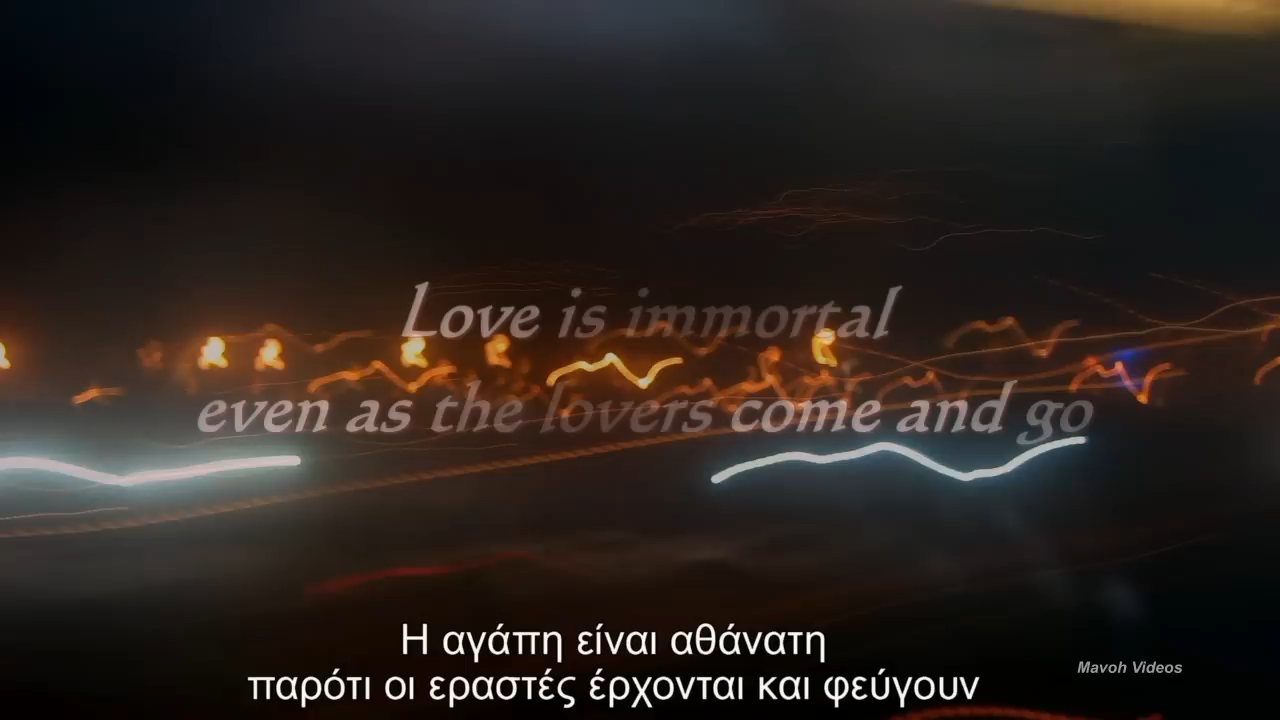 Love is immortal
even as the lovers come and go
Η αγάπη είναι αθάνατη
παρότι οι εραστές έρχονται και φεύγουν
Mavoh Videos